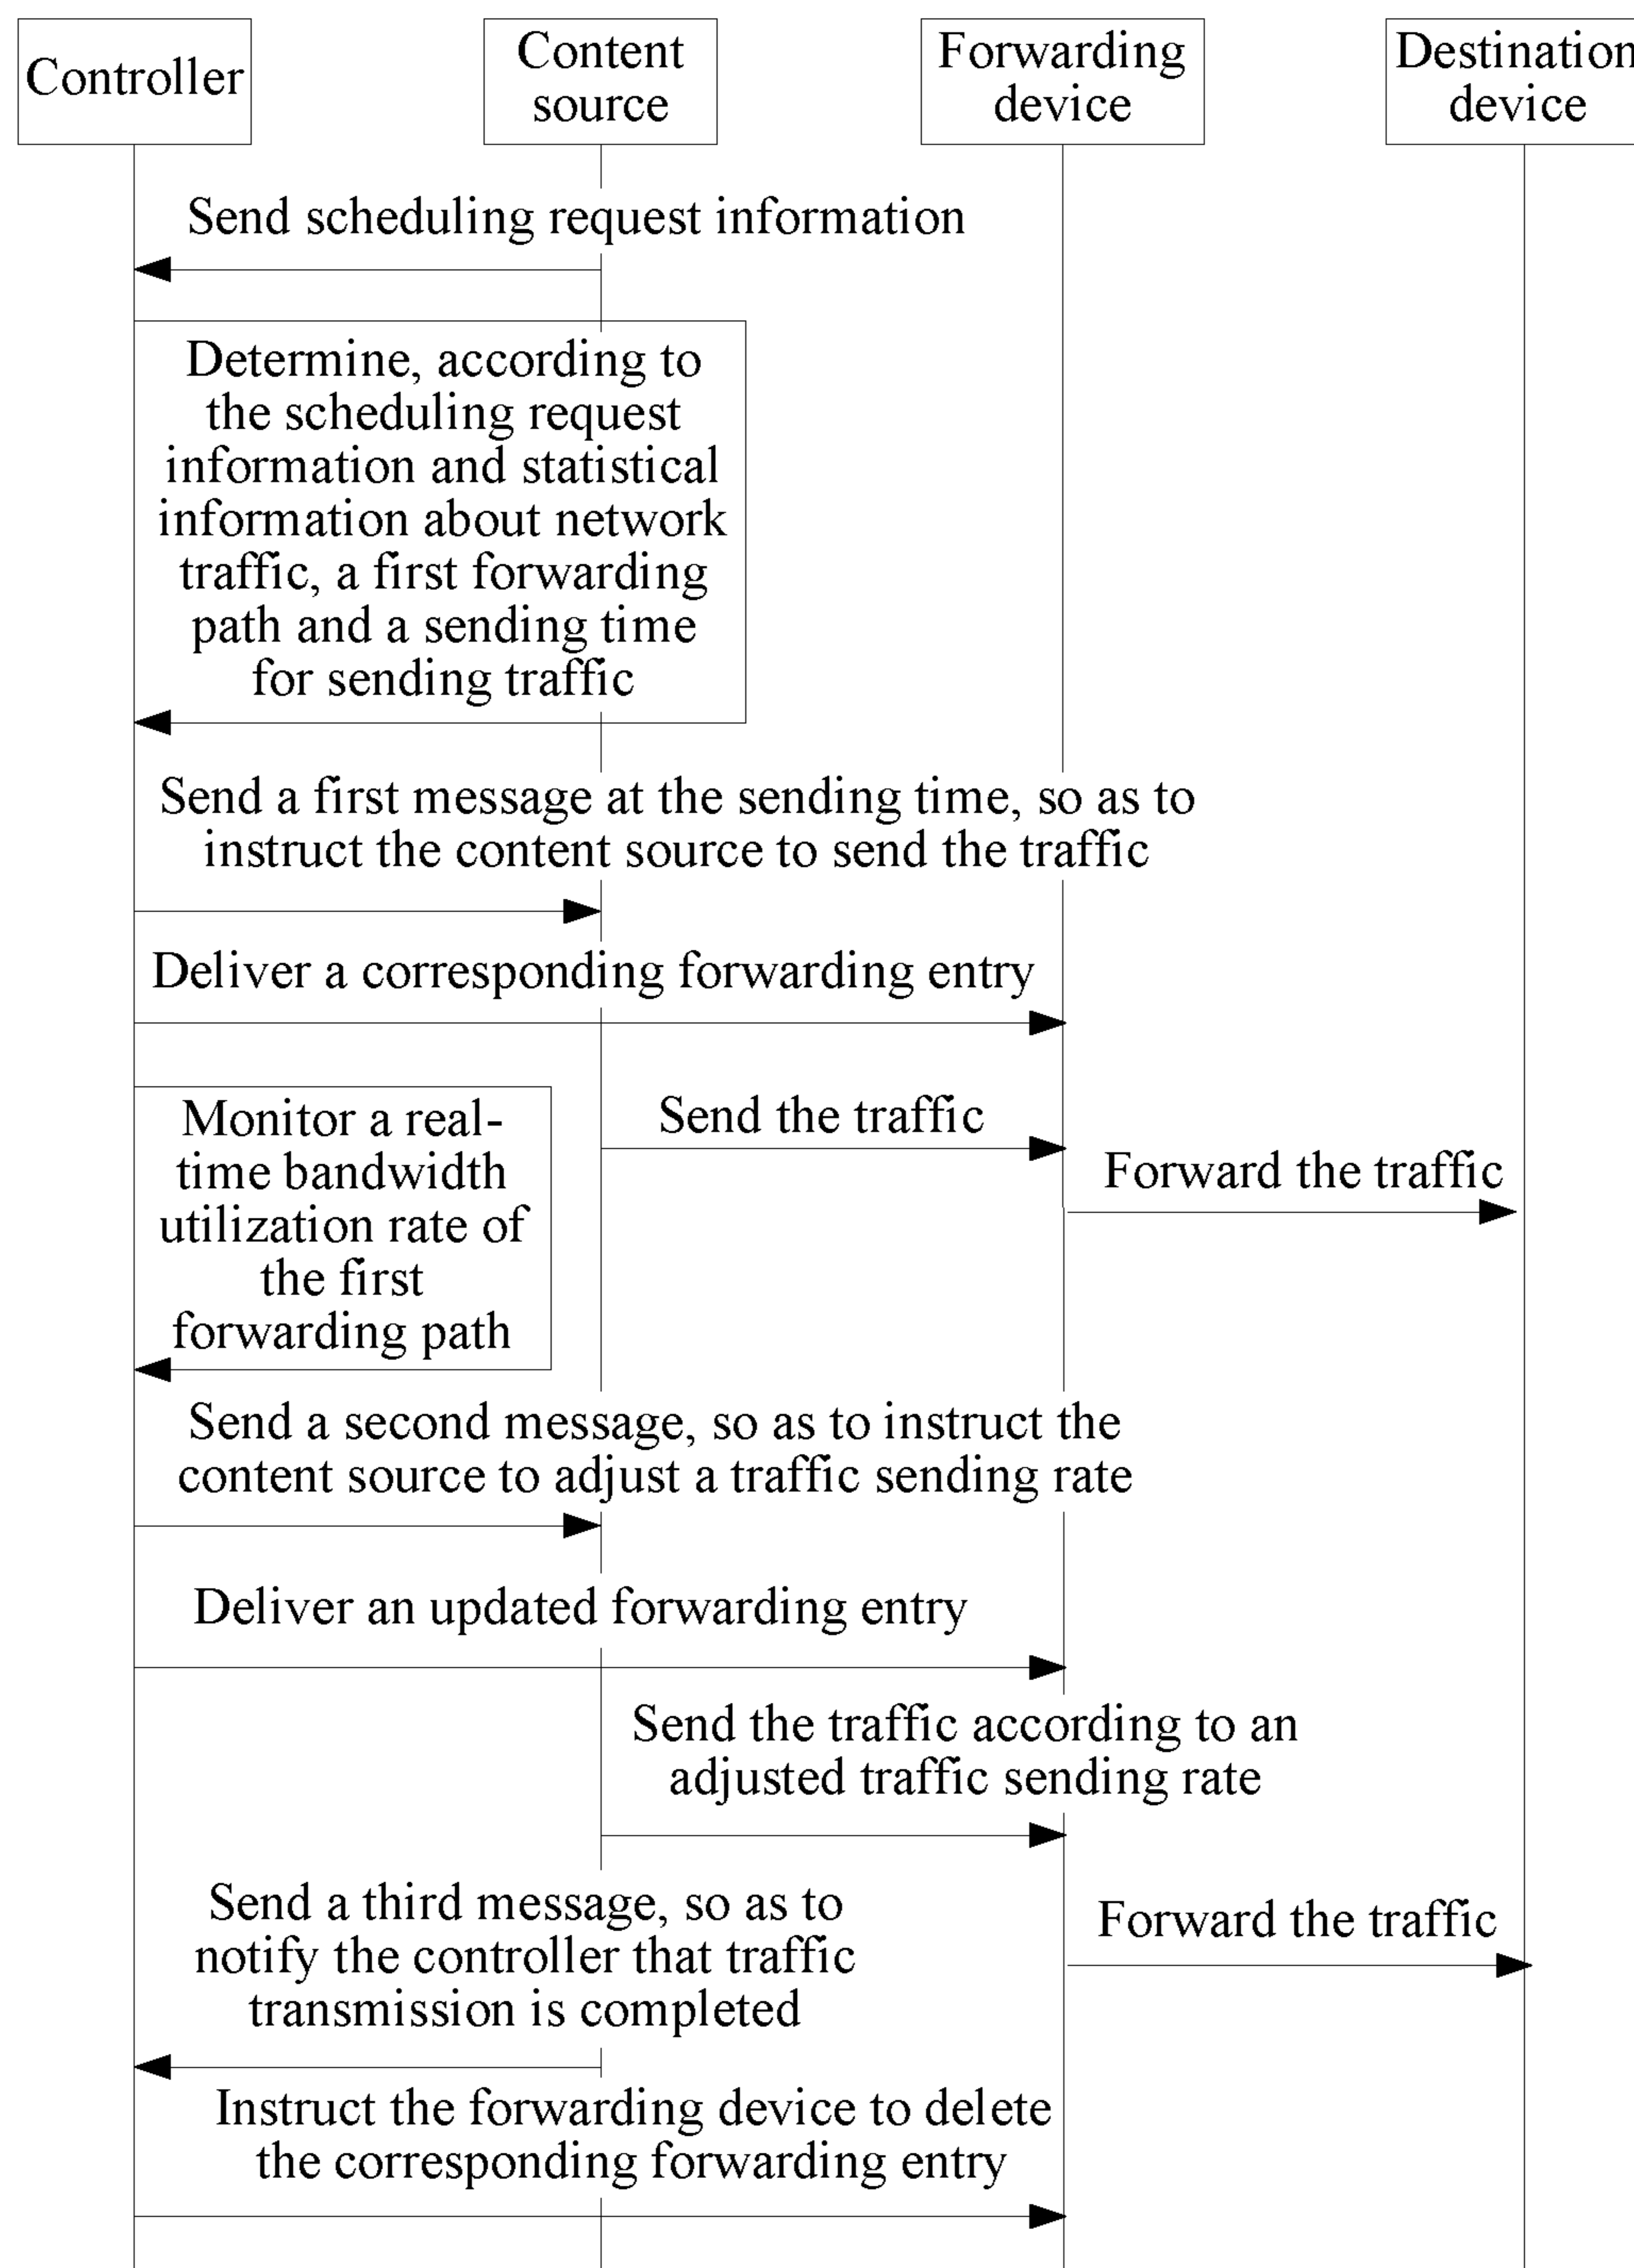 Controller
Content
source
Forwarding
device
Destination
device
Send scheduling request information
Determine, according to
the scheduling request
information and statistical
information about network
traffic, a first forwarding
path and a sending time
for sending traffic
Send a first message at the sending time, so as to
instruct the content source to send the traffic
Deliver a corresponding forwarding entry
Monitor a real-
time bandwidth
utilization rate of
the first
forwarding path
Send the traffic
Forward the traffic
Send a second message, so as to instruct the
content source to adjust a traffic sending rate
Deliver an updated forwarding entry
Send the traffic according to an
adjusted traffic sending rate
Send a third message, so as to
notify the controller that traffic
transmission is completed
Forward the traffic
Instruct the forwarding device to delete
the corresponding forwarding entry